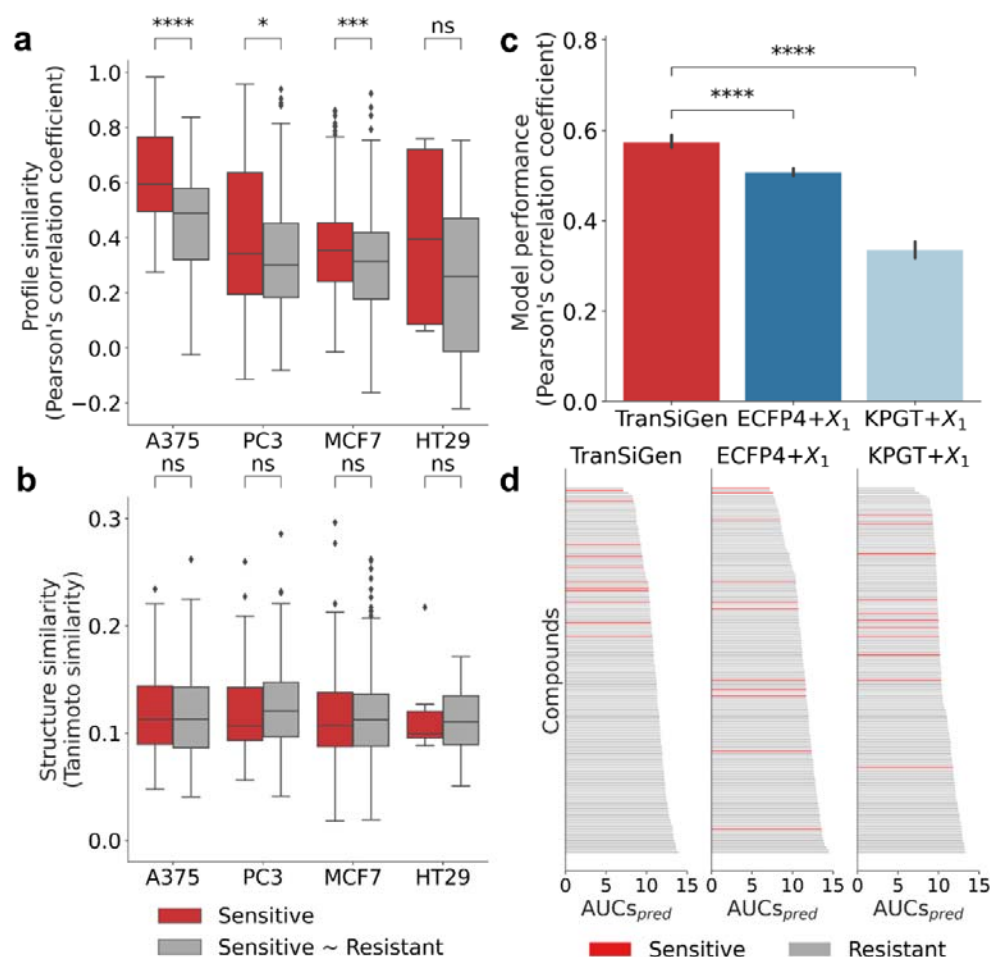 a
**** * *** ns
Profile similarity
(Pearson's correlation coefficient)
1.0
0.8
0.6
0.4
0.2
0.0
−0.2
A375 PC3 MCF7 HT29
b
ns ns ns ns
Structure similarity
(Tanimoto similarity)
0.3
0.2
0.1
0.0
A375 PC3 MCF7 HT29
Sensitive
Sensitive ~ Resistant
c
Model performance
(Pearson's correlation coefficient)
0.8
0.6
0.4
0.2
0.0
****
****
TranSiGen ECFP4+X₁ KPGT+X₁
d
TranSiGen ECFP4+X₁ KPGT+X₁
Compounds
0 5 10 15 0 5 10 15 0 5 10 15
AUCs_pred AUCs_pred AUCs_pred
Sensitive Resistant